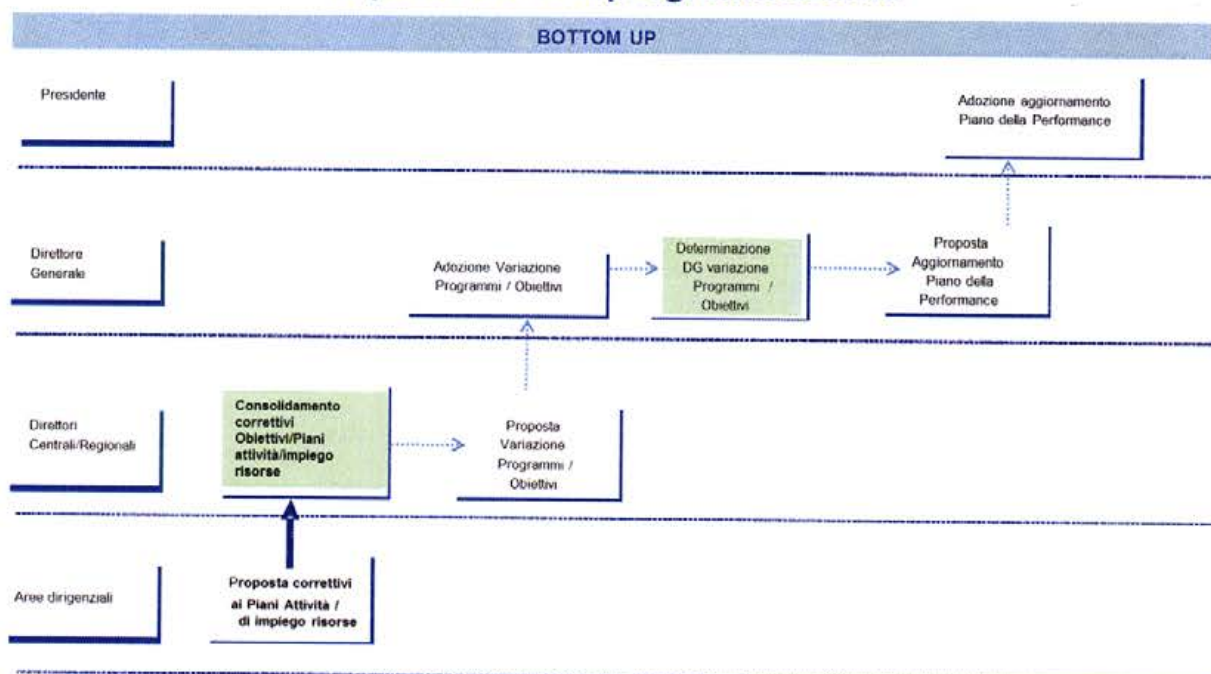 BOTTOM UP
Presidente
Adozione aggiornamento
Piano della Performance
Direttore
Generale
Adozione Variazione
Programmi / Obiettivi
Determinazione
DG variazione
Programmi /
Obiettivi
Proposta
Aggiornamento
Piano della
Performance
Direttori
Centrali/Regionali
Consolidamento
correttivi
Obiettivi/Piani
attività/impiego
risorse
Proposta
Variazione
Programmi /
Obiettivi
Aree dirigenziali
Proposta correttivi
ai Piani Attività /
di impiego risorse